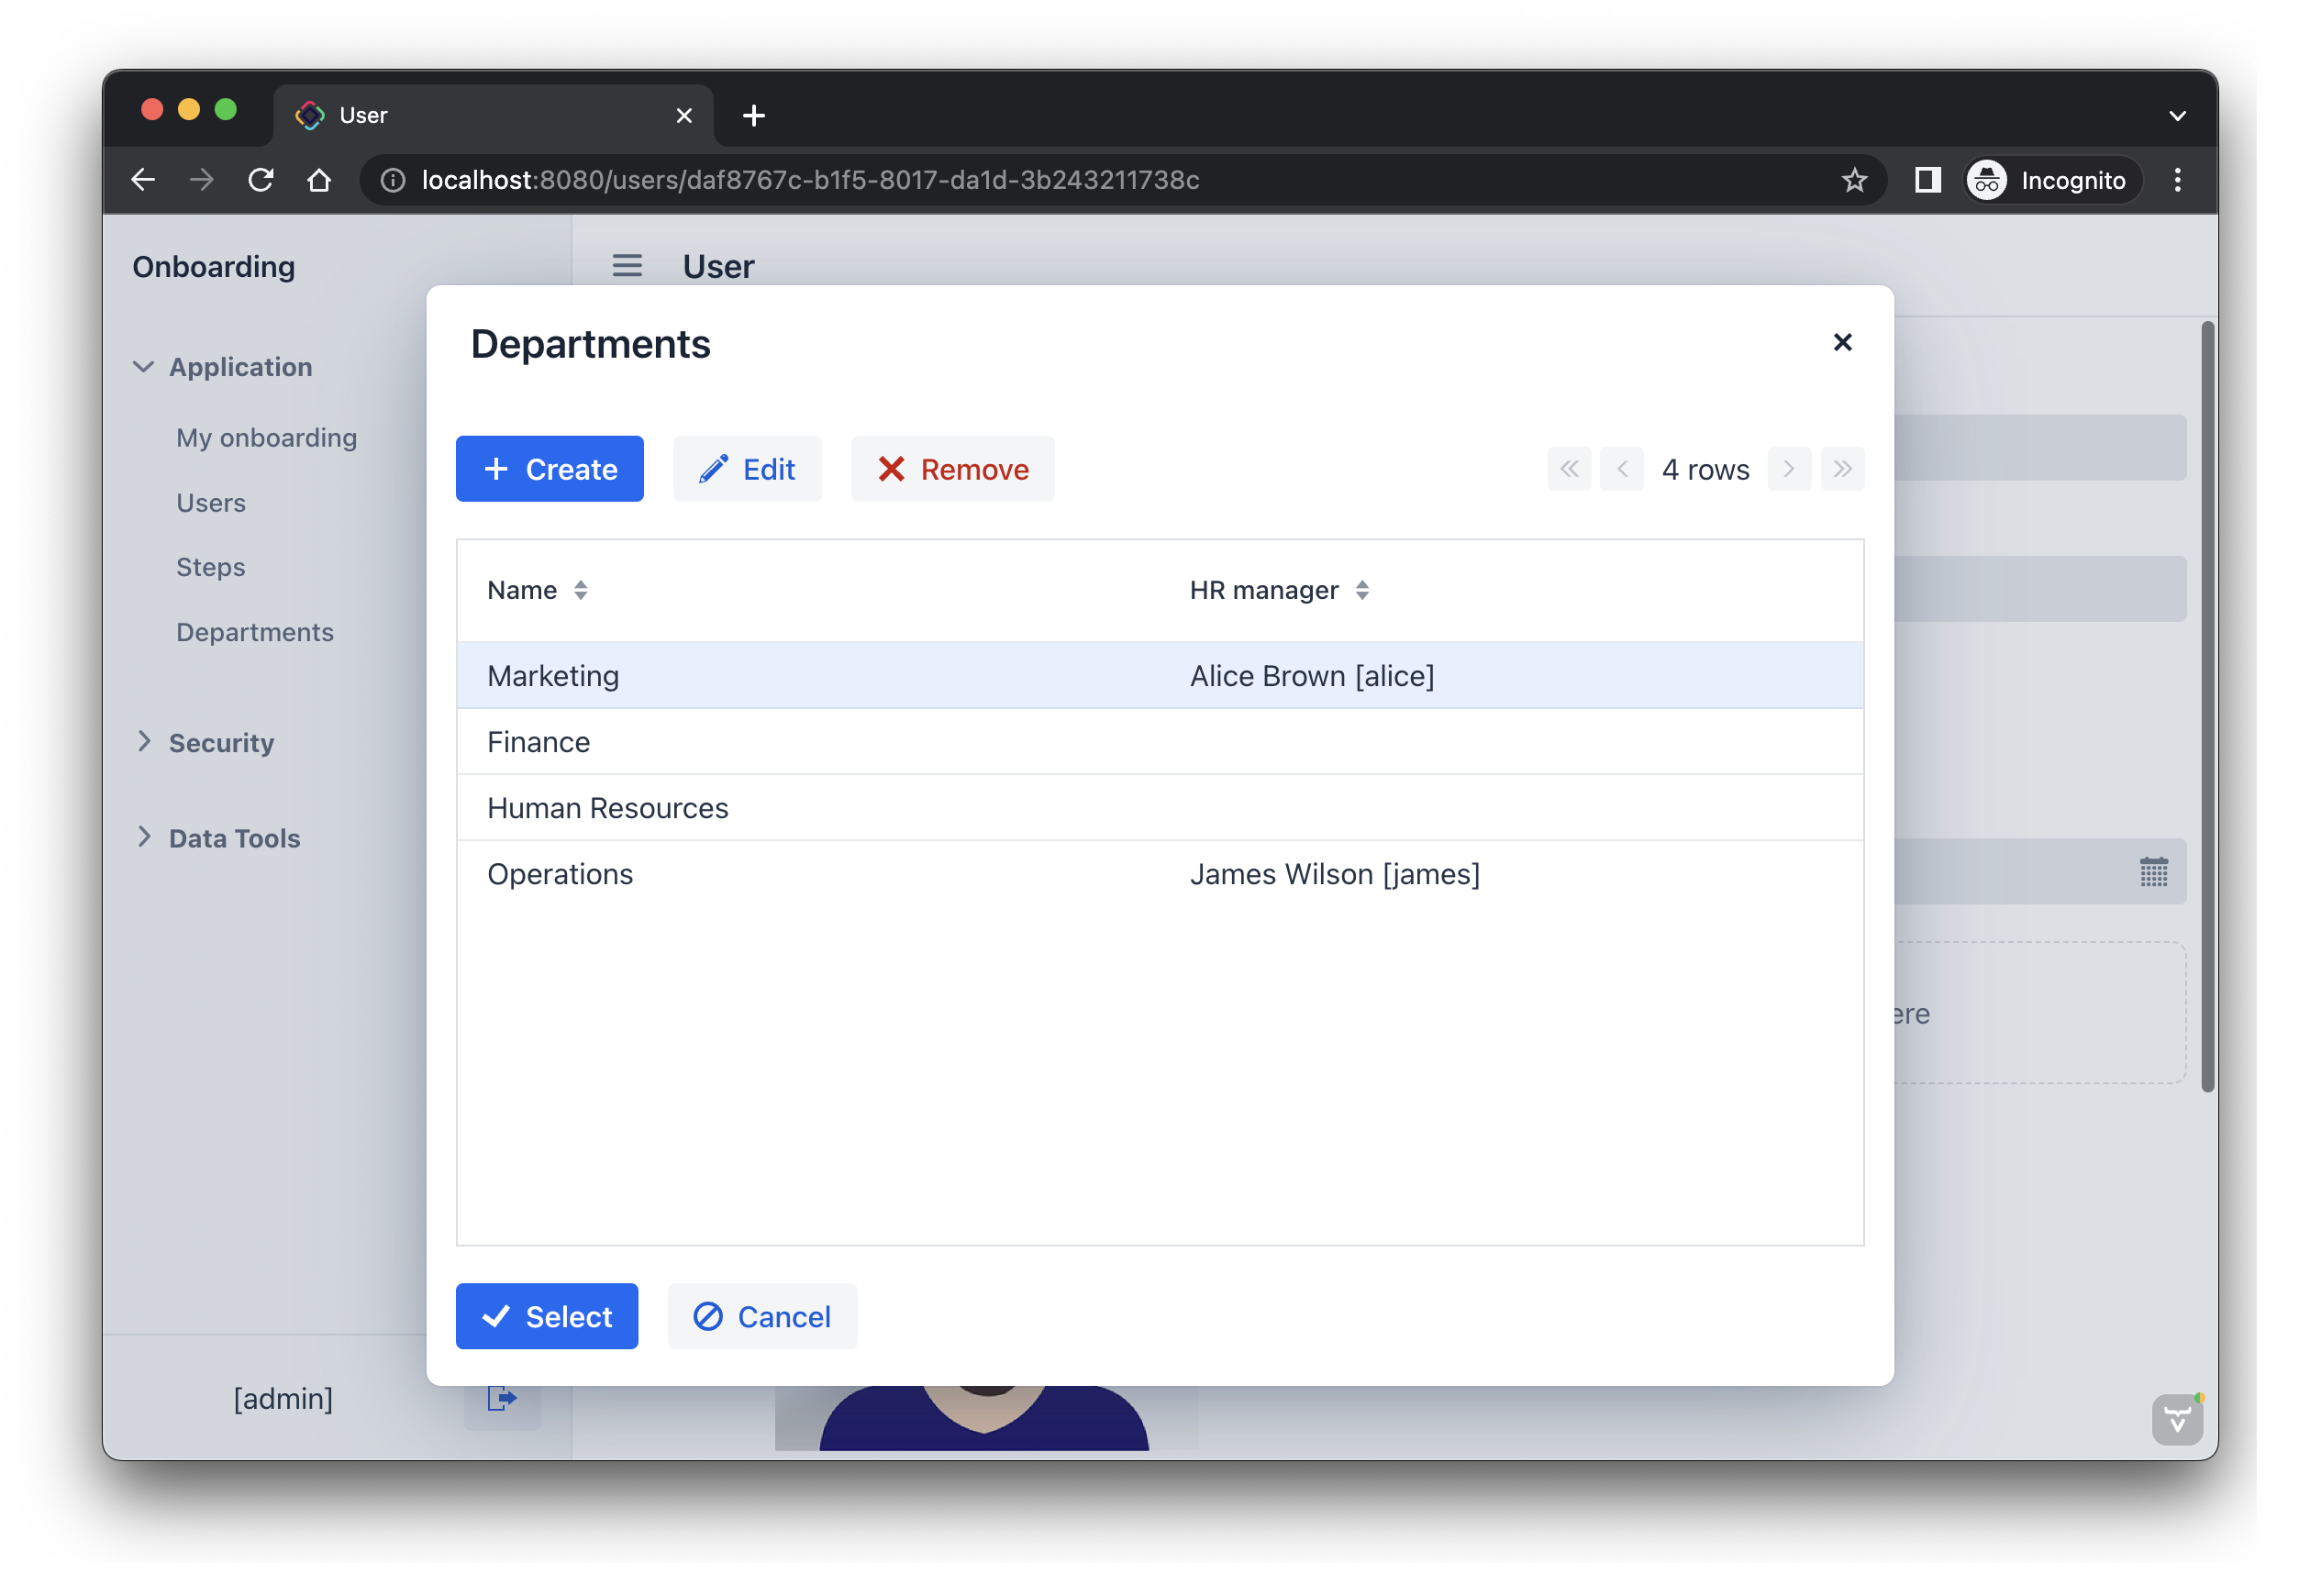 User
localhost:8080/users/daf8767c-b1f5-8017-da1d-3b243211738c
Incognito
Onboarding
User
Application
My onboarding
Users
Steps
Departments
Security
Data Tools
[admin]
Departments
Create
Edit
Remove
4 rows
Name
HR manager
Marketing
Alice Brown [alice]
Finance
Human Resources
Operations
James Wilson [james]
Select
Cancel